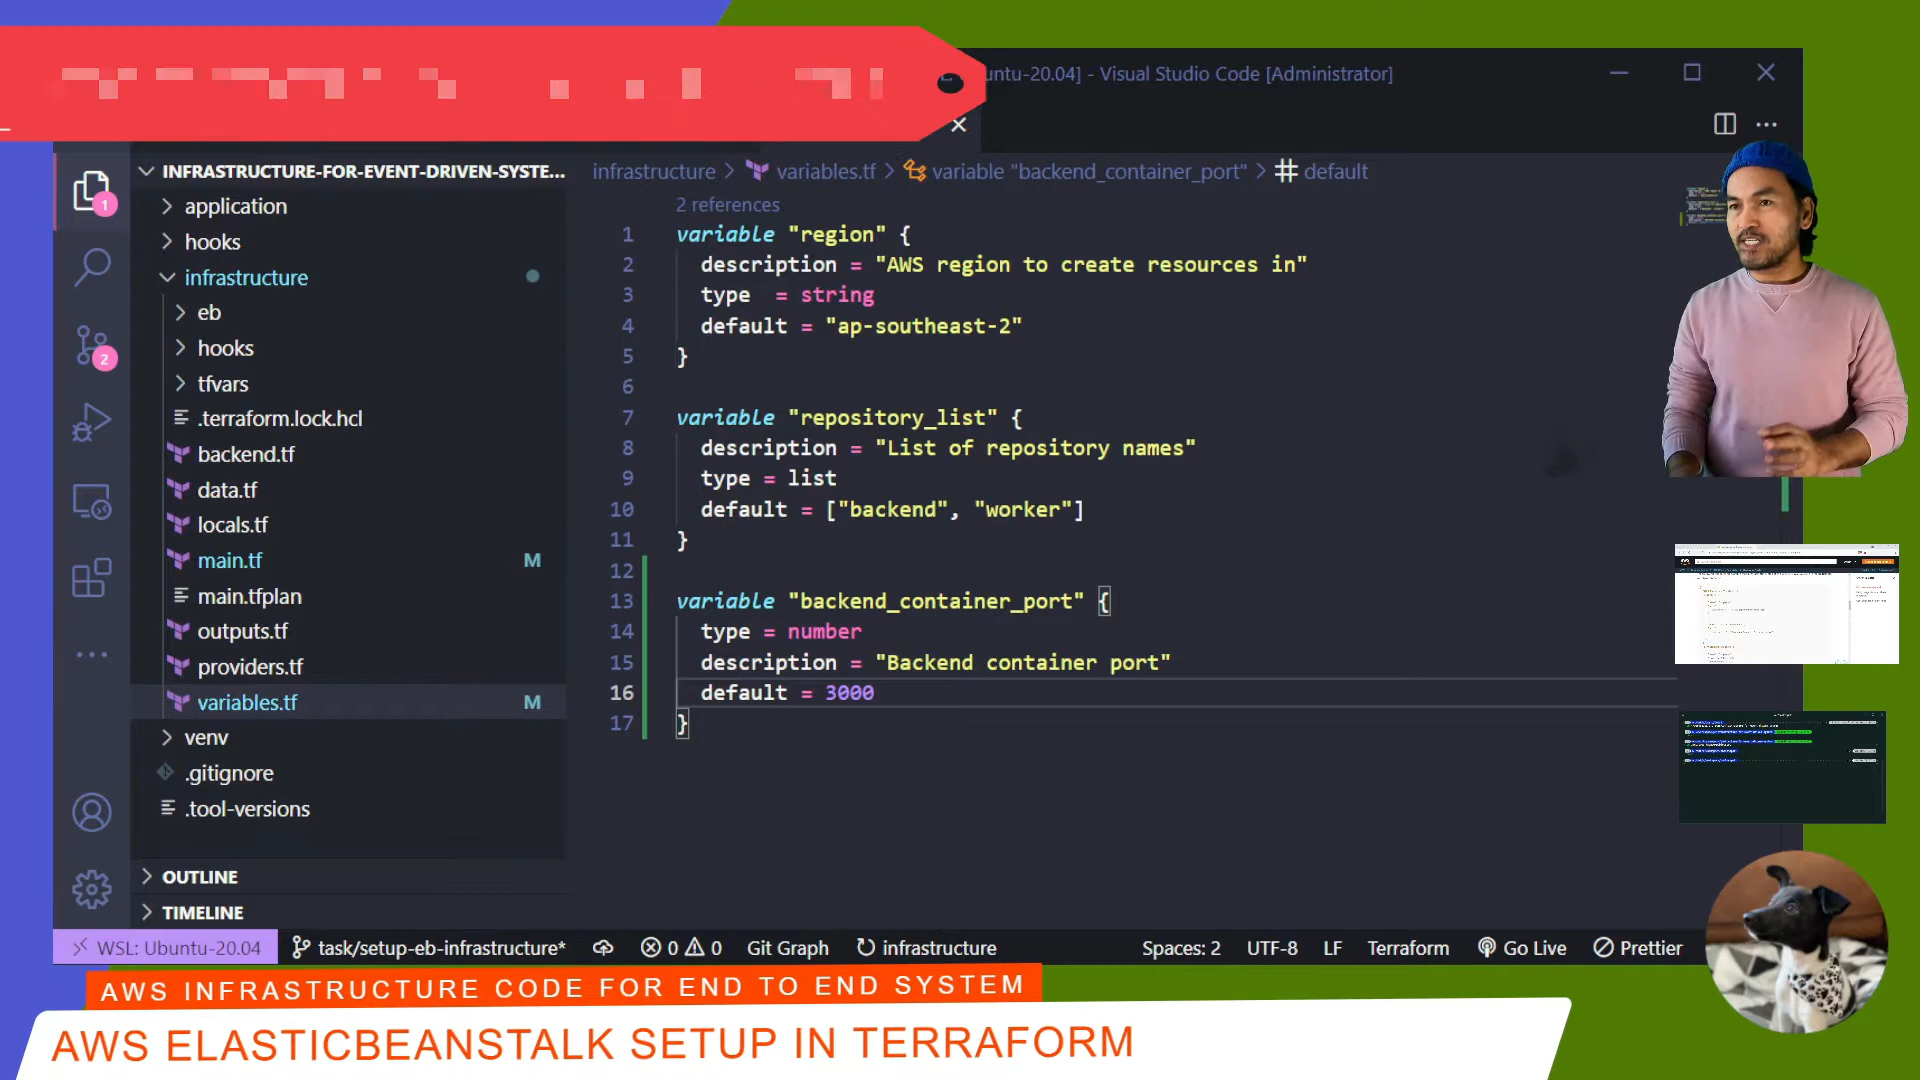 untu-20.04] - Visual Studio Code [Administrator]
INFRASTRUCTURE-FOR-EVENT-DRIVEN-SYSTE...
infrastructure > variables.tf > variable "backend_container_port" > # default
1
application
hooks
infrastructure
eb
hooks
tfvars
.terraform.lock.hcl
backend.tf
data.tf
locals.tf
main.tf M
main.tfplan
outputs.tf
providers.tf
variables.tf M
venv
.gitignore
.tool-versions
OUTLINE
TIMELINE
2
2 references
1 variable "region" {
2 description = "AWS region to create resources in"
3 type = string
4 default = "ap-southeast-2"
5 }
6
7 variable "repository_list" {
8 description = "List of repository names"
9 type = list
10 default = ["backend", "worker"]
11 }
12
13 variable "backend_container_port" {
14 type = number
15 description = "Backend container port"
16 default = 3000
17 }
WSL: Ubuntu-20.04 task/setup-eb-infrastructure* 0 0 Git Graph infrastructure Spaces: 2 UTF-8 LF Terraform Go Live Prettier
AWS INFRASTRUCTURE CODE FOR END TO END SYSTEM
AWS ELASTICBEANSTALK SETUP IN TERRAFORM